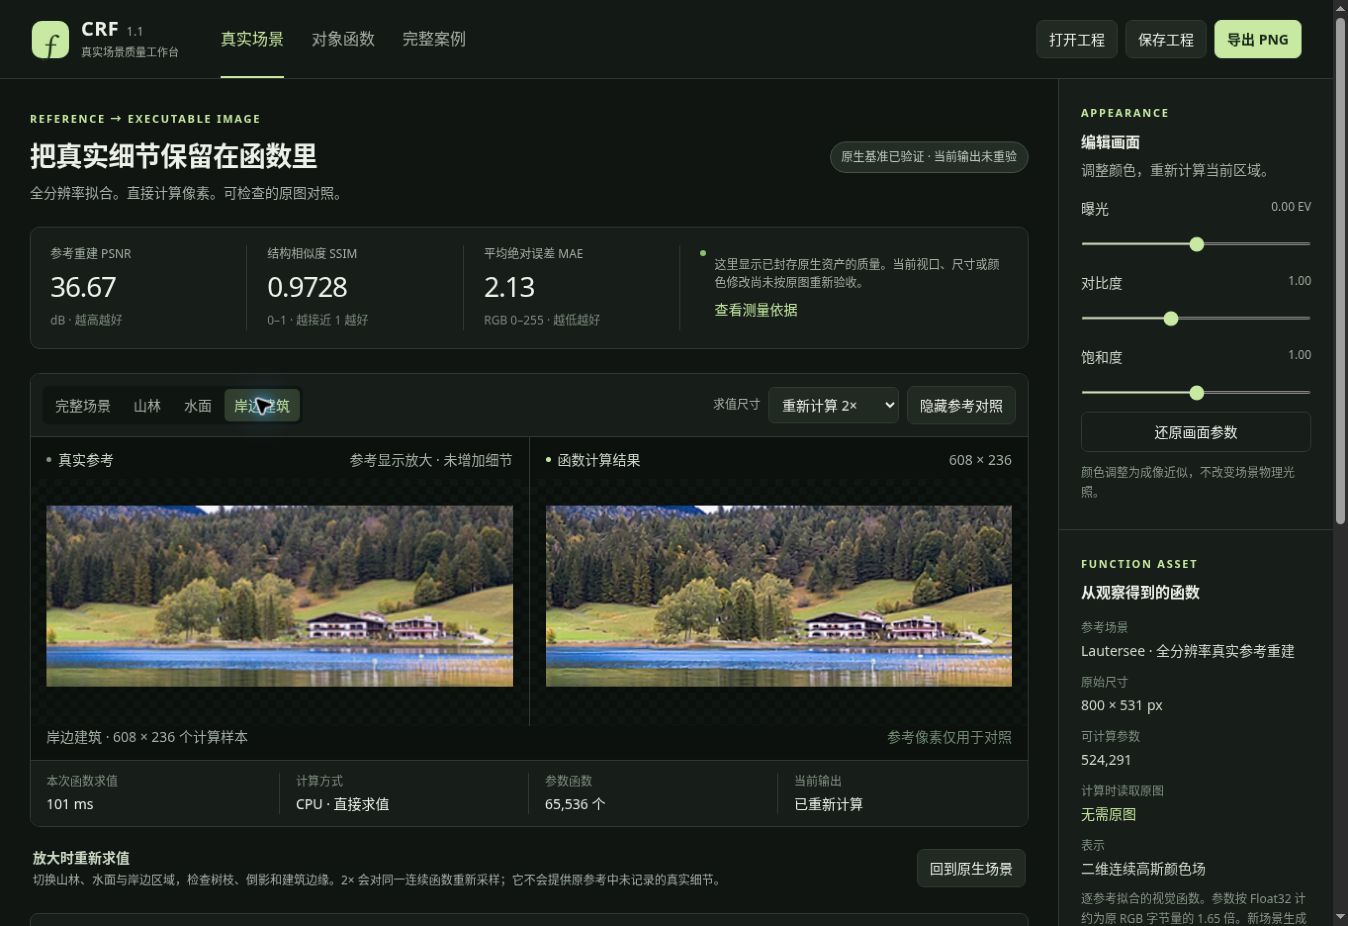 f
CRF 1.1
真实场景质量工作台
真实场景
对象函数
完整案例
打开工程
保存工程
导出 PNG
REFERENCE → EXECUTABLE IMAGE
把真实细节保留在函数里
全分辨率拟合。直接计算像素。可检查的原图对照。
原生基准已验证 · 当前输出未重验
参考重建 PSNR
36.67
dB · 越高越好
结构相似度 SSIM
0.9728
0–1 · 越接近 1 越好
平均绝对误差 MAE
2.13
RGB 0–255 · 越低越好
这里显示已封存原生资产的质量。当前视口、尺寸或颜
色修改尚未按原图重新验收。
查看测量依据
完整场景
山林
水面
岸边建筑
求值尺寸
重新计算 2×
隐藏参考对照
真实参考
参考显示放大 · 未增加细节
函数计算结果
608 × 236
岸边建筑 · 608 × 236 个计算样本
参考像素仅用于对照
本次函数求值
101 ms
计算方式
CPU · 直接求值
参数函数
65,536 个
当前输出
已重新计算
放大时重新求值
切换山林、水面与岸边区域，检查树枝、倒影和建筑边缘。2× 会对同一连续函数重新采样；它不会提供原参考中未记录的真实细节。
回到原生场景
APPEARANCE
编辑画面
调整颜色，重新计算当前区域。
曝光
0.00 EV
对比度
1.00
饱和度
1.00
还原画面参数
颜色调整为成像近似，不改变场景物理光
照。
FUNCTION ASSET
从观察得到的函数
参考场景
Lautersee · 全分辨率真实参考重建
原始尺寸
800 × 531 px
可计算参数
524,291
计算时读取原图
无需原图
表示
二维连续高斯颜色场
逐参考拟合的视觉函数。参数按 Float32 计
约为原 RGB 字节量的 1.65 倍。新场景生成